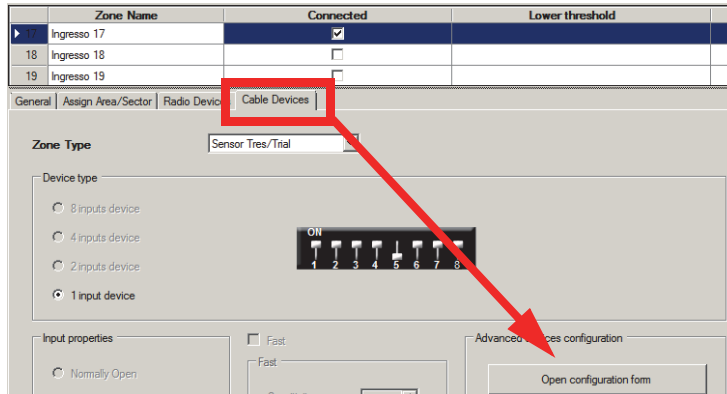 Zone Name Connected Lower threshold
17 Ingresso 17
18 Ingresso 18
19 Ingresso 19
General Assign Area/Sector Radio Devices Cable Devices
Zone Type Sensor Tres/Trial
Device type
8 inputs device
4 inputs device
2 inputs device
1 input device
ON
1 2 3 4 5 6 7 8
Input properties
Fast
Advanced devices configuration
Normally Open
Fast
Open configuration form